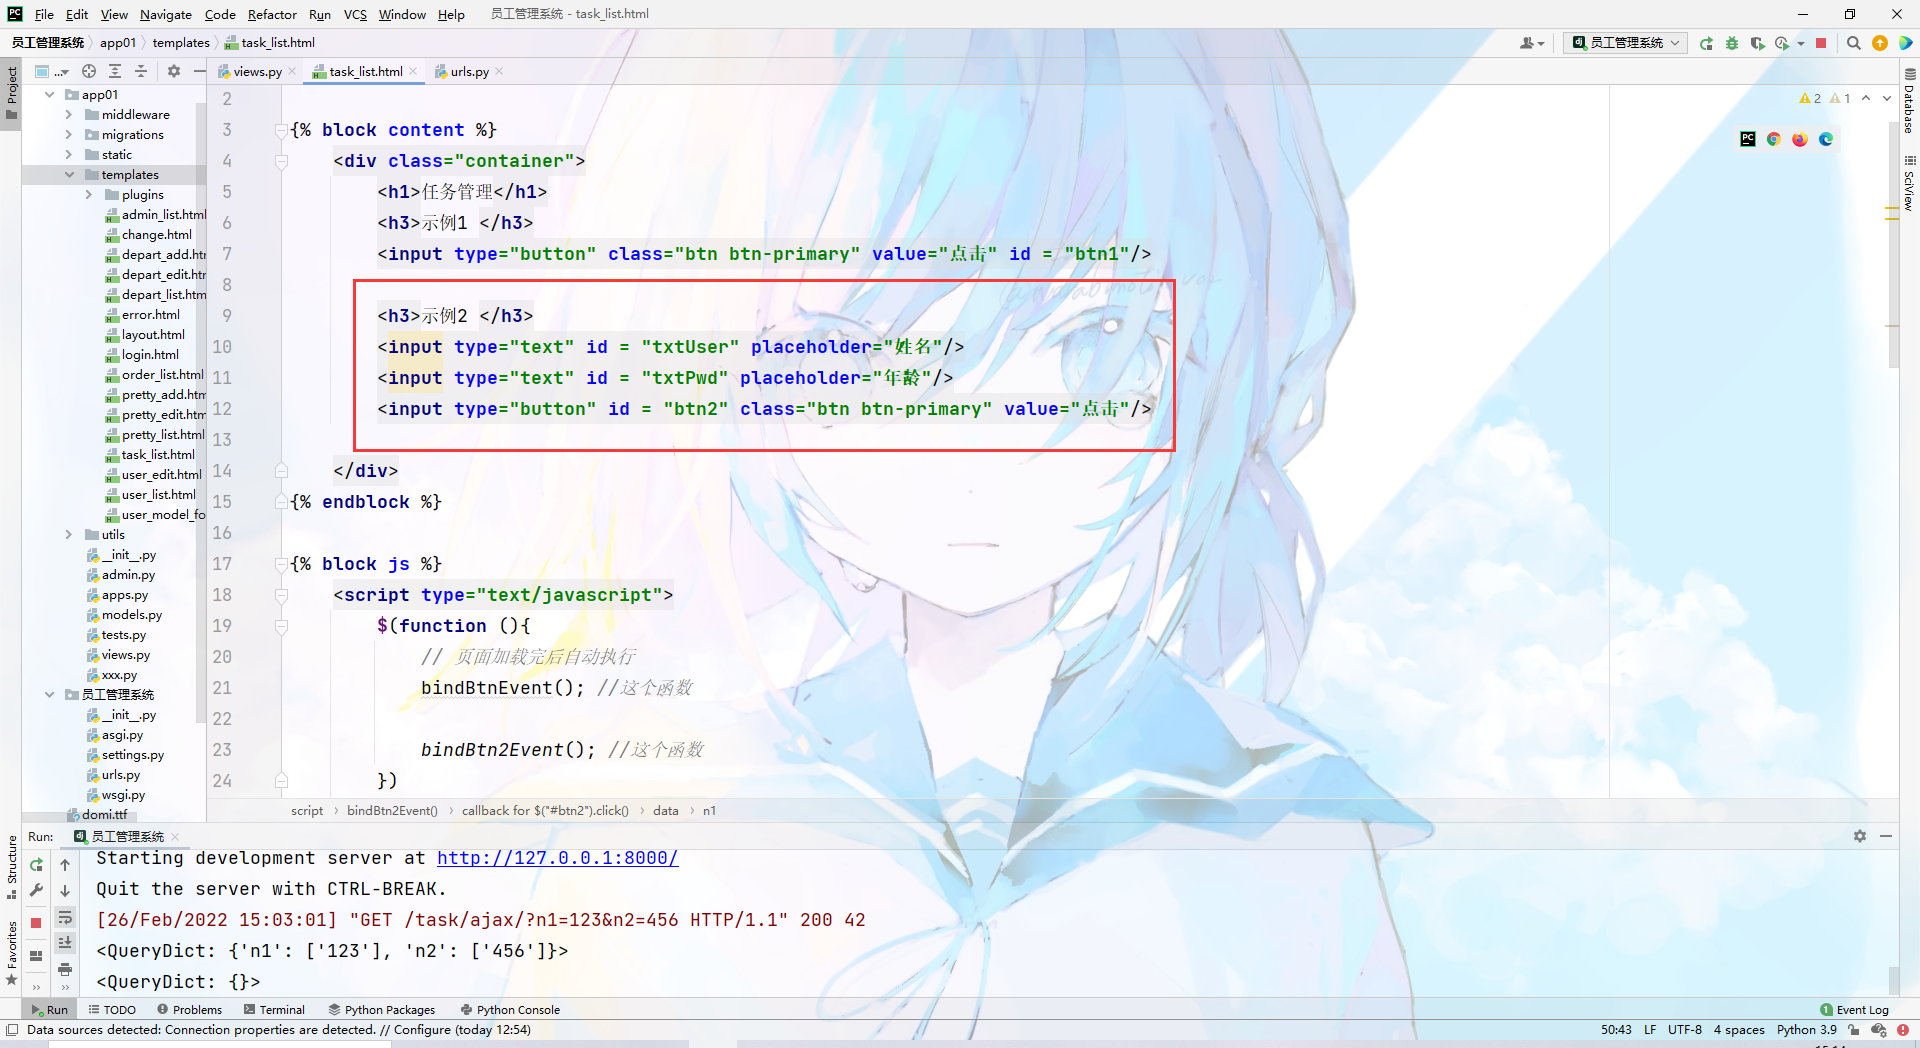 File Edit View Navigate Code Refactor Run VCS Window Help 员工管理系统 - task_list.html
员工管理系统 app01 templates task_list.html
员工管理系统
views.py task_list.html urls.py
Project
app01
middleware
migrations
static
templates
plugins
admin_list.html
change.html
depart_add.htm
depart_edit.htm
depart_list.htm
error.html
layout.html
login.html
order_list.html
pretty_add.htm
pretty_edit.htm
pretty_list.html
task_list.html
user_edit.html
user_list.html
user_model_fo
utils
__init__.py
admin.py
apps.py
models.py
tests.py
views.py
xxx.py
员工管理系统
__init__.py
asgi.py
settings.py
urls.py
wsgi.py
domi.ttf
2
3 {% block content %}
4 <div class="container">
5 <h1>任务管理</h1>
6 <h3>示例1 </h3>
7 <input type="button" class="btn btn-primary" value="点击" id = "btn1"/>
8
9 <h3>示例2 </h3>
10 <input type="text" id = "txtUser" placeholder="姓名"/>
11 <input type="text" id = "txtPwd" placeholder="年龄"/>
12 <input type="button" id = "btn2" class="btn btn-primary" value="点击"/>
13
14 </div>
15 {% endblock %}
16
17 {% block js %}
18 <script type="text/javascript">
19 $(function (){
20 // 页面加载完后自动执行
21 bindBtnEvent(); //这个函数
22
23 bindBtn2Event(); //这个函数
24 })
2 1
Database
SciView
script bindBtn2Event() callback for $("#btn2").click() data n1
Run: 员工管理系统
Structure
Favorites
Starting development server at http://127.0.0.1:8000/
Quit the server with CTRL-BREAK.
[26/Feb/2022 15:03:01] "GET /task/ajax/?n1=123&n2=456 HTTP/1.1" 200 42
<QueryDict: {'n1': ['123'], 'n2': ['456']}>
<QueryDict: {}>
Run TODO Problems Terminal Python Packages Python Console 1 Event Log
Data sources detected: Connection properties are detected. // Configure (today 12:54) 50:43 LF UTF-8 4 spaces Python 3.9